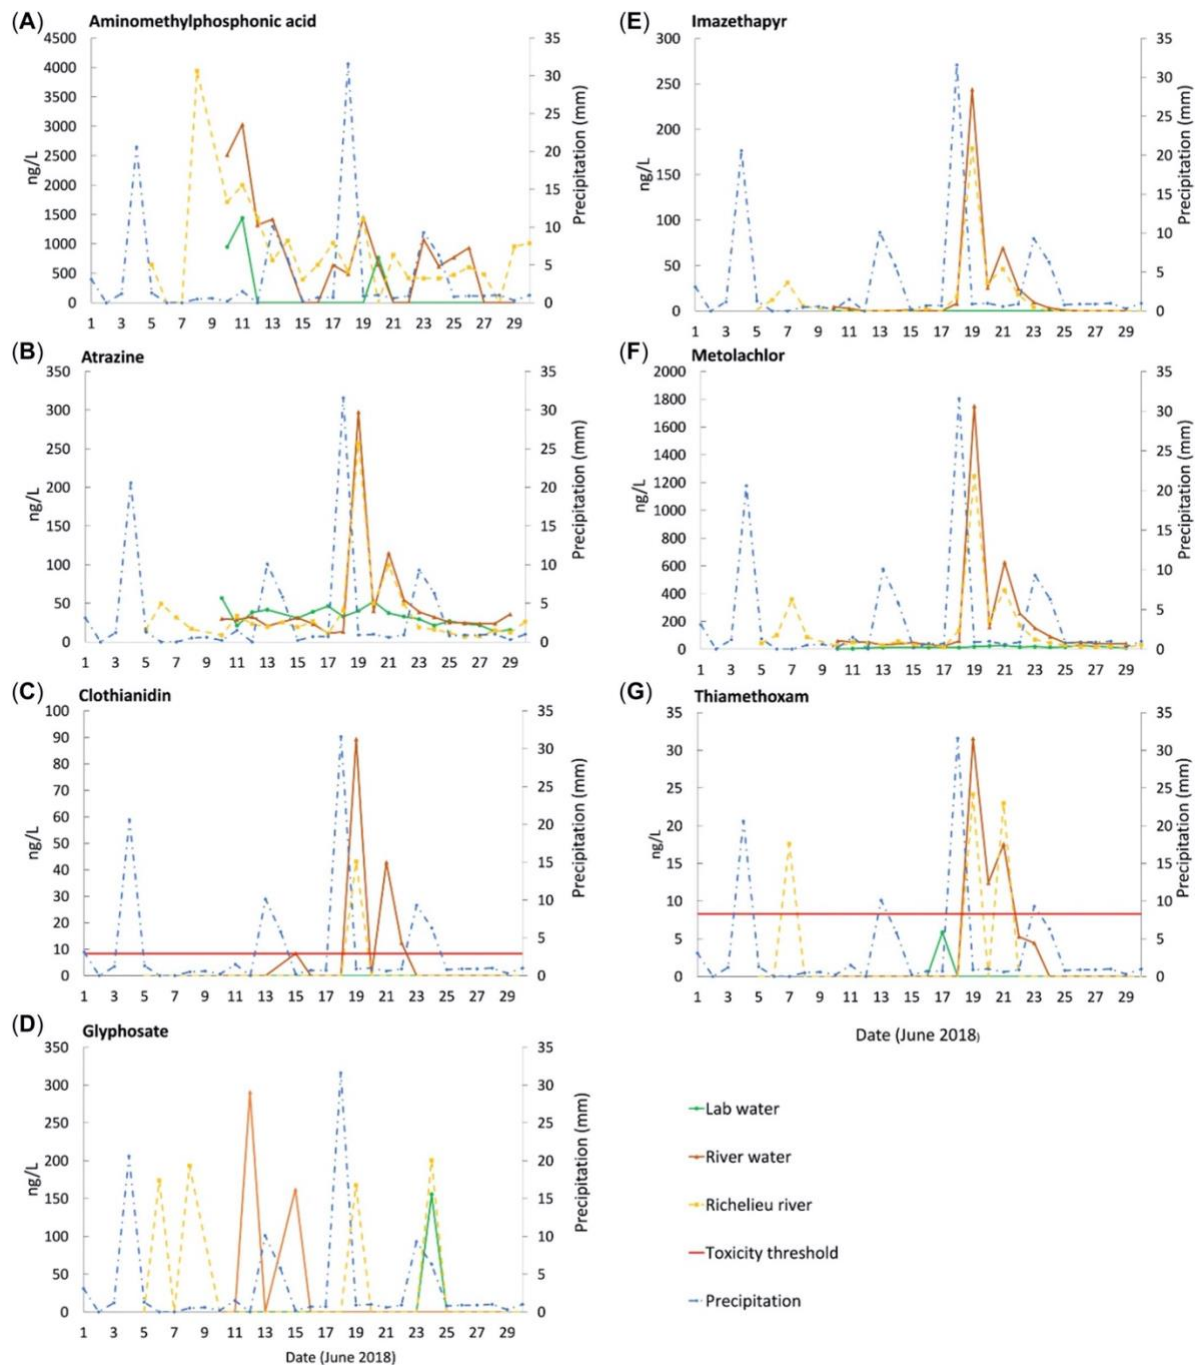 (A) Aminomethylphosphonic acid
4500 4000 3500 3000 2500 2000 1500 1000 500 0
ng/L
35 30 25 20 15 10 5 0
Precipitation (mm)
1 3 5 7 9 11 13 15 17 19 21 23 25 27 29
(B) Atrazine
350 300 250 200 150 100 50 0
ng/L
35 30 25 20 15 10 5 0
Precipitation (mm)
1 3 5 7 9 11 13 15 17 19 21 23 25 27 29
(C) Clothianidin
100 90 80 70 60 50 40 30 20 10 0
ng/L
35 30 25 20 15 10 5 0
Precipitation (mm)
1 3 5 7 9 11 13 15 17 19 21 23 25 27 29
(D) Glyphosate
350 300 250 200 150 100 50 0
ng/L
35 30 25 20 15 10 5 0
Precipitation (mm)
1 3 5 7 9 11 13 15 17 19 21 23 25 27 29
Date (June 2018)
(E) Imazethapyr
300 250 200 150 100 50 0
ng/L
35 30 25 20 15 10 5 0
Precipitation (mm)
1 3 5 7 9 11 13 15 17 19 21 23 25 27 29
(F) Metolachlor
2000 1800 1600 1400 1200 1000 800 600 400 200 0
ng/L
35 30 25 20 15 10 5 0
Precipitation (mm)
1 3 5 7 9 11 13 15 17 19 21 23 25 27 29
(G) Thiamethoxam
35 30 25 20 15 10 5 0
ng/L
35 30 25 20 15 10 5 0
Precipitation (mm)
1 3 5 7 9 11 13 15 17 19 21 23 25 27 29
Date (June 2018)
Lab water
River water
Richelieu river
Toxicity threshold
Precipitation